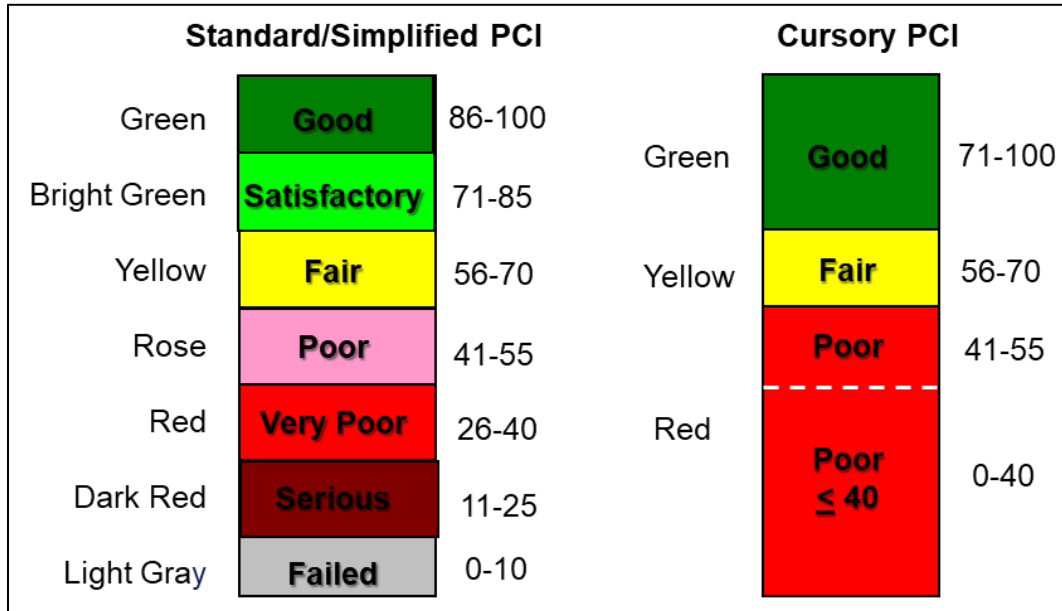 Standard/Simplified PCI
Green Good 86-100
Bright Green Satisfactory 71-85
Yellow Fair 56-70
Rose Poor 41-55
Red Very Poor 26-40
Dark Red Serious 11-25
Light Gray Failed 0-10
Cursory PCI
Green Good 71-100
Yellow Fair 56-70
Poor 41-55
Red
Poor
≤ 40
0-40